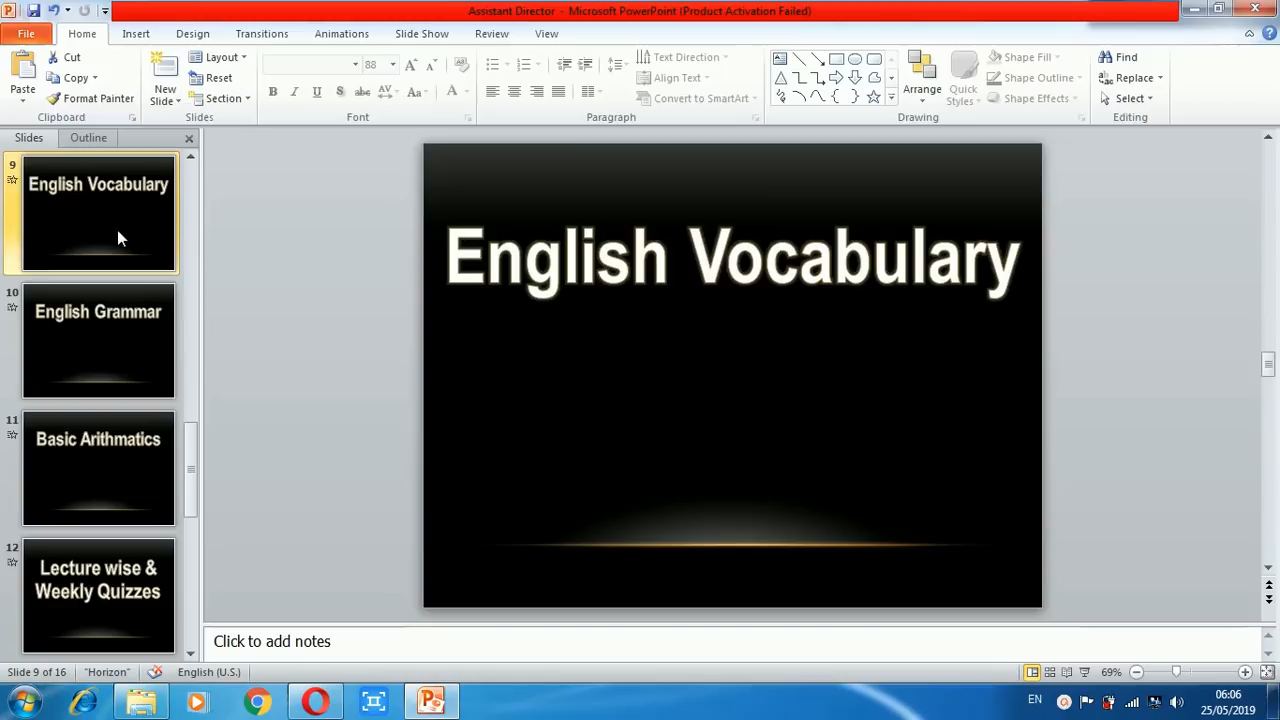 Assistant Director - Microsoft PowerPoint (Product Activation Failed)
File Home Insert Design Transitions Animations Slide Show Review View
Paste
Cut
Copy
Format Painter
Clipboard
New
Slide
Layout
Reset
Section
Slides
88
B I U S abc AV Aa A
Font
Text Direction
Align Text
Convert to SmartArt
Paragraph
Arrange
Quick
Styles
Shape Fill
Shape Outline
Shape Effects
Drawing
Find
Replace
Select
Editing
Slides Outline
9
English Vocabulary
10
English Grammar
11
Basic Arithmatics
12
Lecture wise &
Weekly Quizzes
English Vocabulary
Click to add notes
Slide 9 of 16 "Horizon" English (U.S.) 69%
EN
06:06
25/05/2019